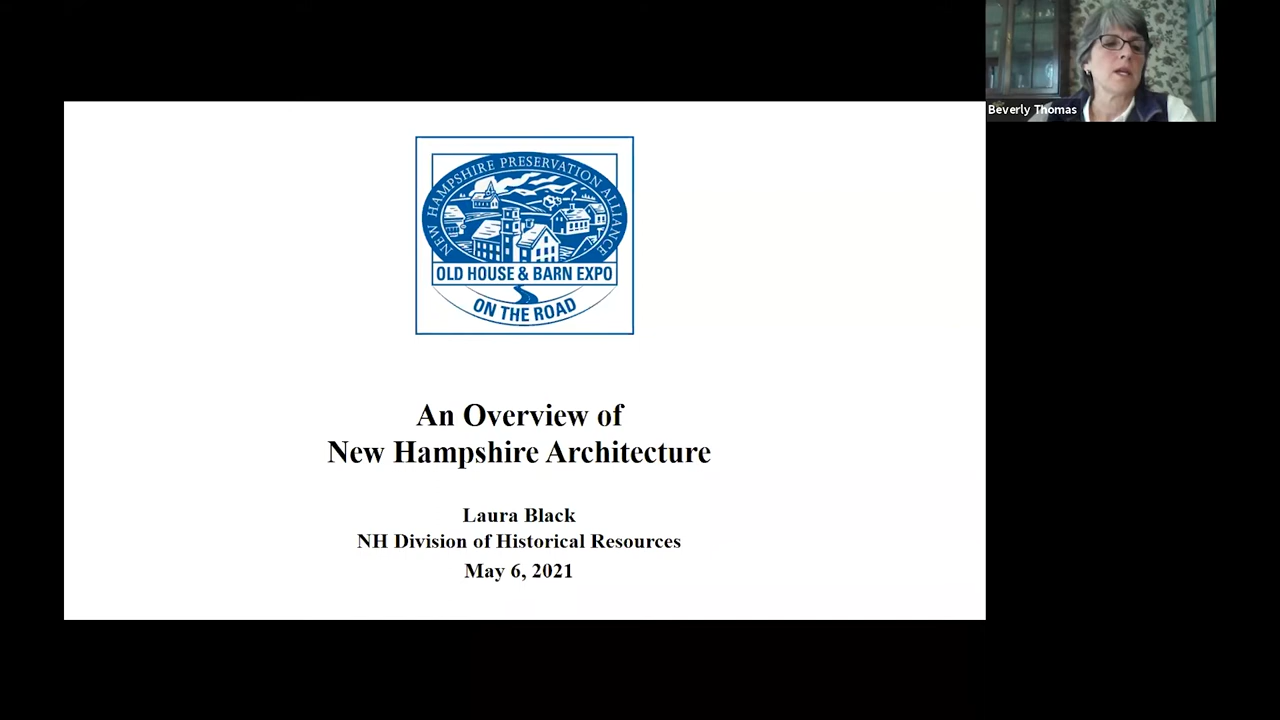 NEW HAMPSHIRE PRESERVATION ALLIANCE
OLD HOUSE & BARN EXPO
ON THE ROAD
An Overview of
New Hampshire Architecture
Laura Black
NH Division of Historical Resources
May 6, 2021
Beverly Thomas